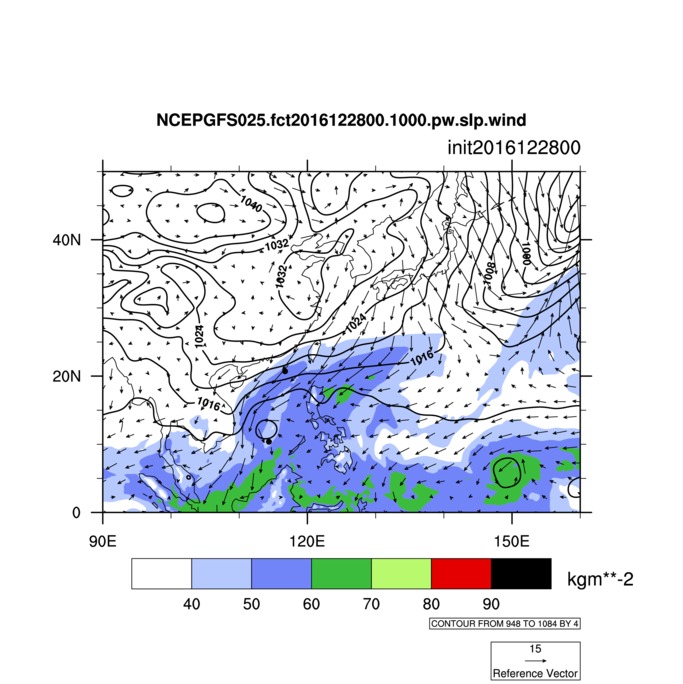 NCEPGFS025.fct2016122800.1000.pw.slp.wind
init2016122800
1040
1032
1032
1024
1024
1016
1016
1008
1000
40N
20N
0
90E 120E 150E
40 50 60 70 80 90
kgm**-2
CONTOUR FROM 948 TO 1084 BY 4
15
Reference Vector